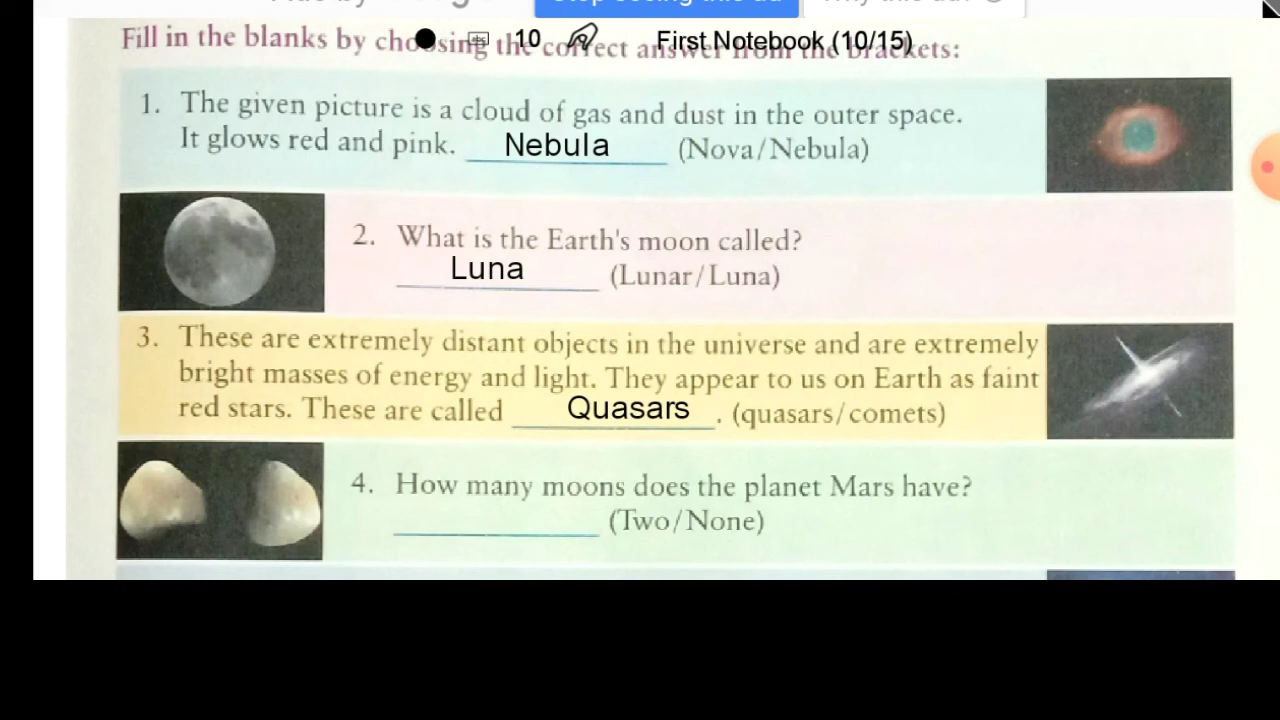 Fill in the blanks by choosing the correct answer from the brackets:
10
First Notebook (10/15)
1. The given picture is a cloud of gas and dust in the outer space.
It glows red and pink. Nebula (Nova/Nebula)
2. What is the Earth's moon called?
Luna (Lunar/Luna)
3. These are extremely distant objects in the universe and are extremely
bright masses of energy and light. They appear to us on Earth as faint
red stars. These are called Quasars . (quasars/comets)
4. How many moons does the planet Mars have?
(Two/None)